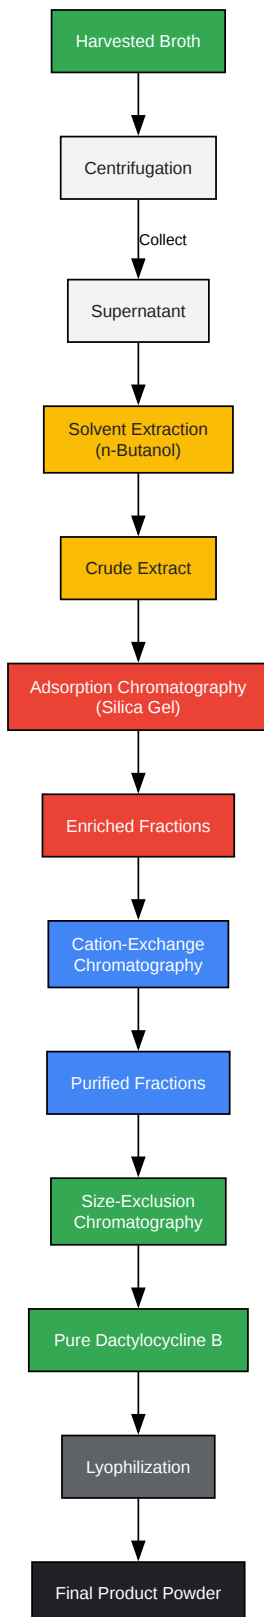 Harvested Broth
Centrifugation
Collect
Supernatant
Solvent Extraction
(n-Butanol)
Crude Extract
Adsorption Chromatography
(Silica Gel)
Enriched Fractions
Cation-Exchange
Chromatography
Purified Fractions
Size-Exclusion
Chromatography
Pure Dactylocycline B
Lyophilization
Final Product Powder